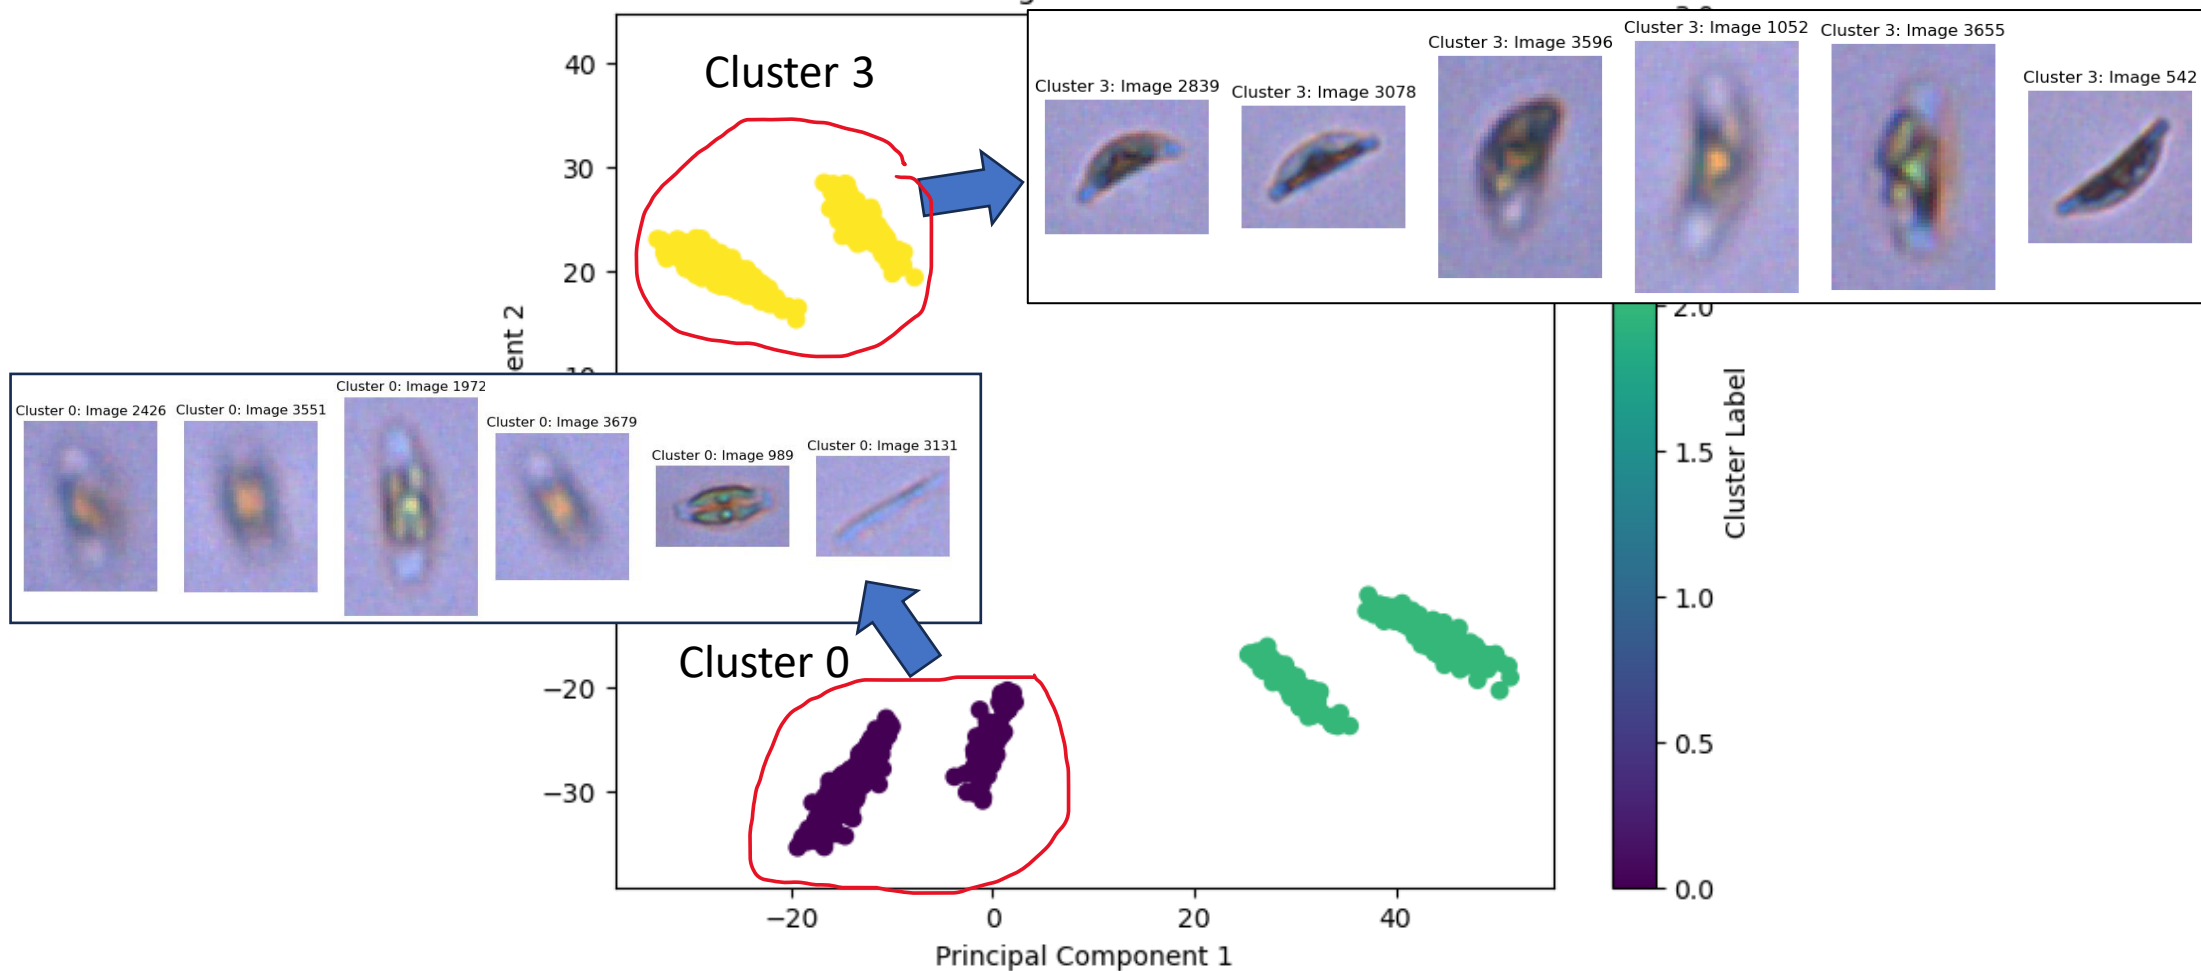 Cluster 3
Cluster 3: Image 2839
Cluster 3: Image 3078
Cluster 3: Image 3596
Cluster 3: Image 1052
Cluster 3: Image 3655
Cluster 3: Image 542
40
30
20
ent 2
Cluster 0: Image 2426
Cluster 0: Image 3551
Cluster 0: Image 1972
Cluster 0: Image 3679
Cluster 0: Image 989
Cluster 0: Image 3131
Cluster 0
−20
−30
−20
0
20
40
Principal Component 1
2.0
1.5
1.0
0.5
0.0
Cluster Label